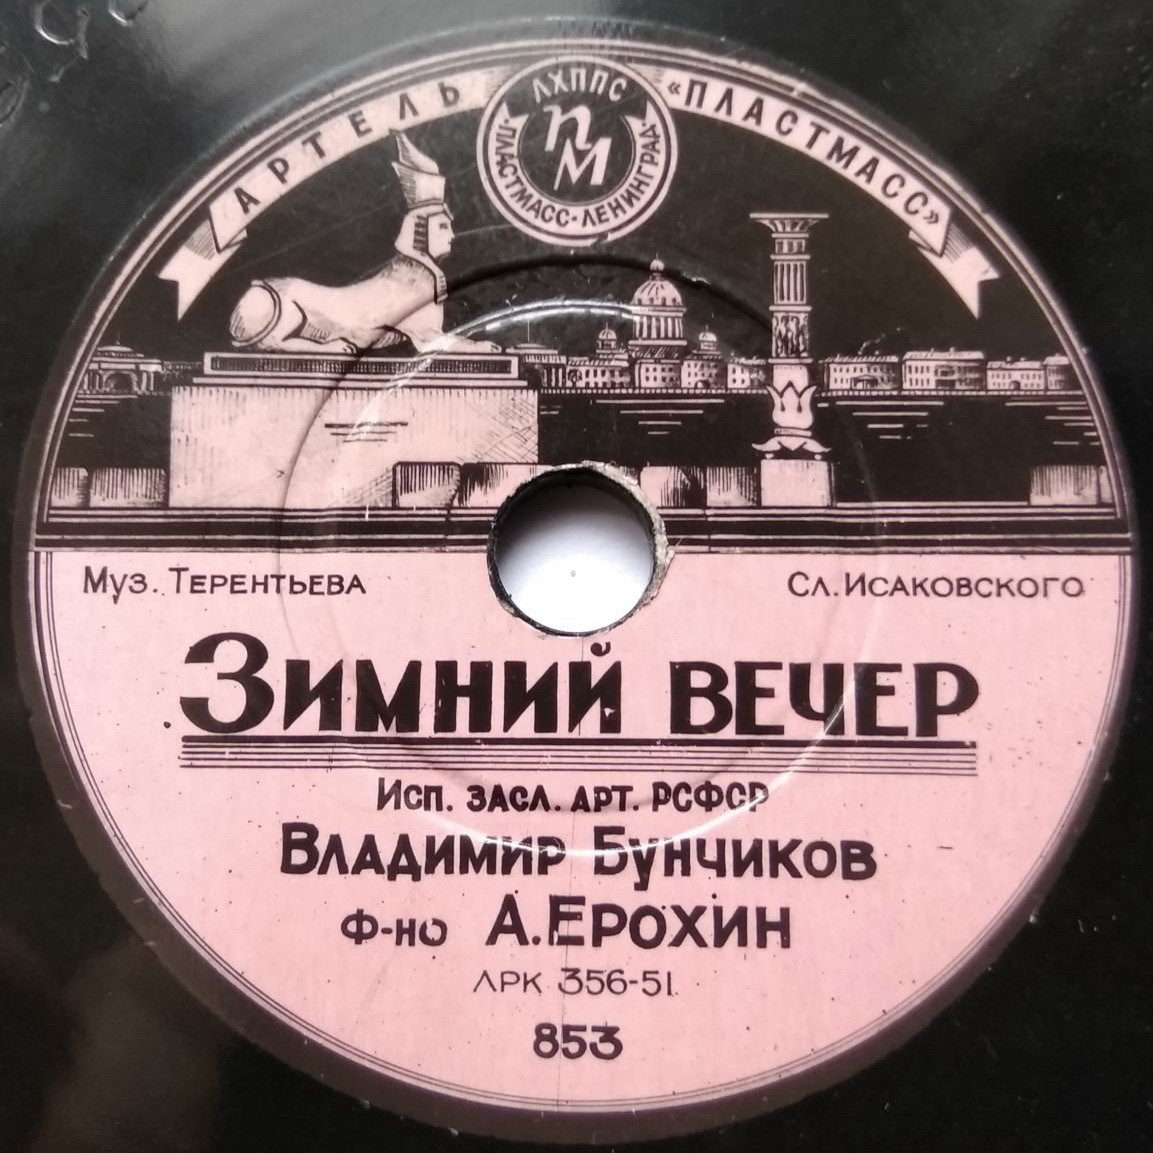 АРТЕЛЬ «ПЛАСТМАСС»
ЛХППС
ПМ
·ПЛАСТМАСС·ЛЕНИНГРАД·
Муз. Терентьева
Сл. Исаковского
Зимний вечер
Исп. засл. арт. РСФСР
Владимир Бунчиков
Ф-но А. Ерохин
ЛРК 356-51
853